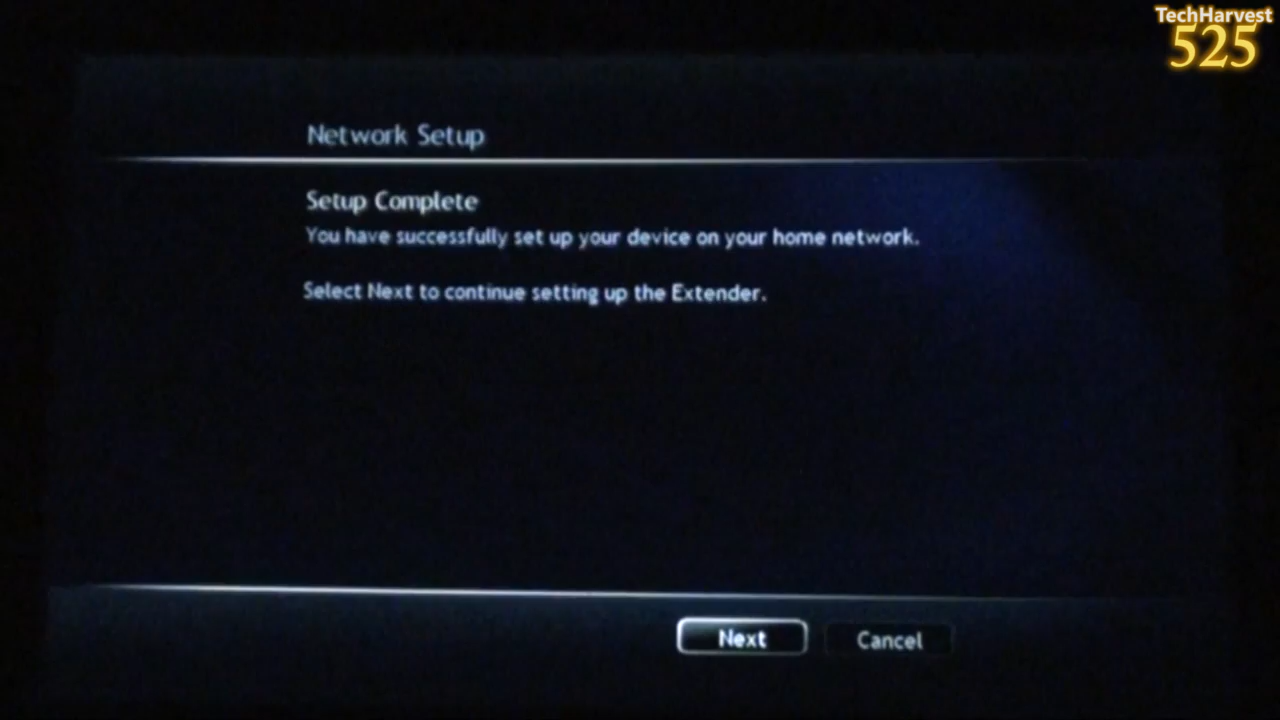 TechHarvest
525
Network Setup
Setup Complete
You have successfully set up your device on your home network.
Select Next to continue setting up the Extender.
Next
Cancel